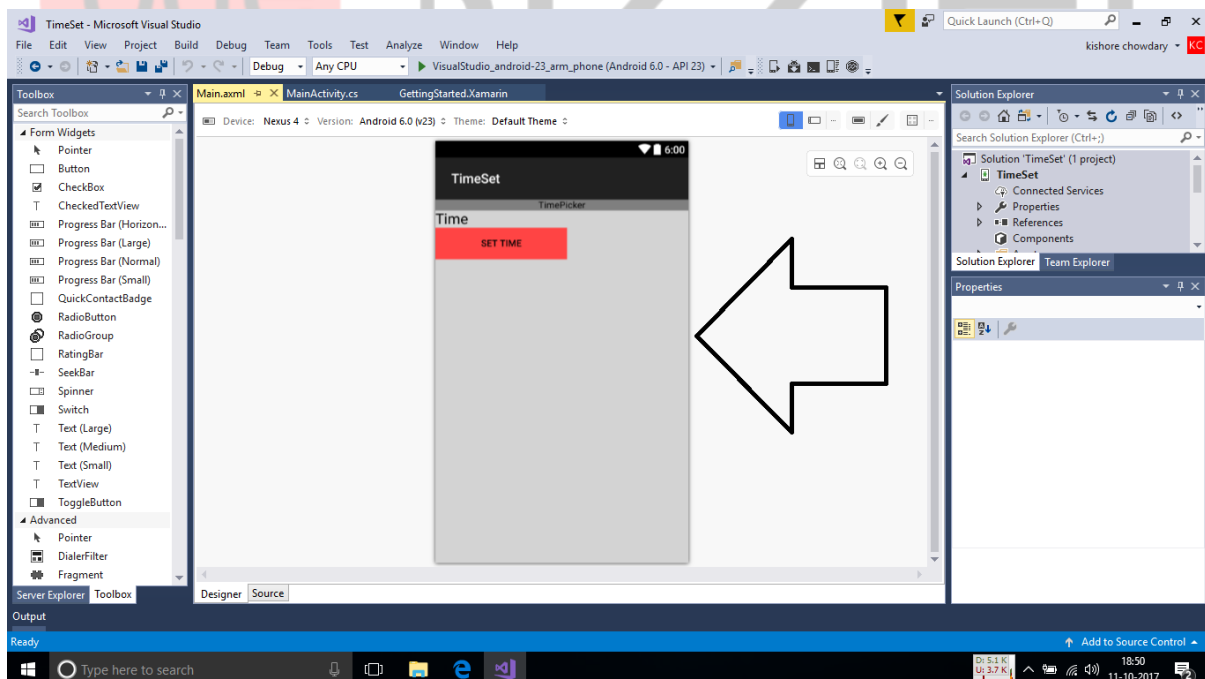 TimeSet - Microsoft Visual Studio
Quick Launch (Ctrl+Q)
File Edit View Project Build Debug Team Tools Test Analyze Window Help
kishore chowdary KC
Debug Any CPU VisualStudio_android-23_arm_phone (Android 6.0 - API 23)
Toolbox
Search Toolbox
Form Widgets
Pointer
Button
CheckBox
CheckedTextView
Progress Bar (Horizon...
Progress Bar (Large)
Progress Bar (Normal)
Progress Bar (Small)
QuickContactBadge
RadioButton
RadioGroup
RatingBar
SeekBar
Spinner
Switch
Text (Large)
Text (Medium)
Text (Small)
TextView
ToggleButton
Advanced
Pointer
DialerFilter
Fragment
Server Explorer Toolbox
Main.axml MainActivity.cs GettingStarted.Xamarin
Device: Nexus 4 Version: Android 6.0 (v23) Theme: Default Theme
6:00
TimeSet
TimePicker
Time
SET TIME
Designer Source
Solution Explorer
Search Solution Explorer (Ctrl+;)
Solution 'TimeSet' (1 project)
TimeSet
Connected Services
Properties
References
Components
Solution Explorer Team Explorer
Properties
Output
Ready
Add to Source Control
Type here to search
D: 5.1 K
U: 3.7 K
18:50
11-10-2017